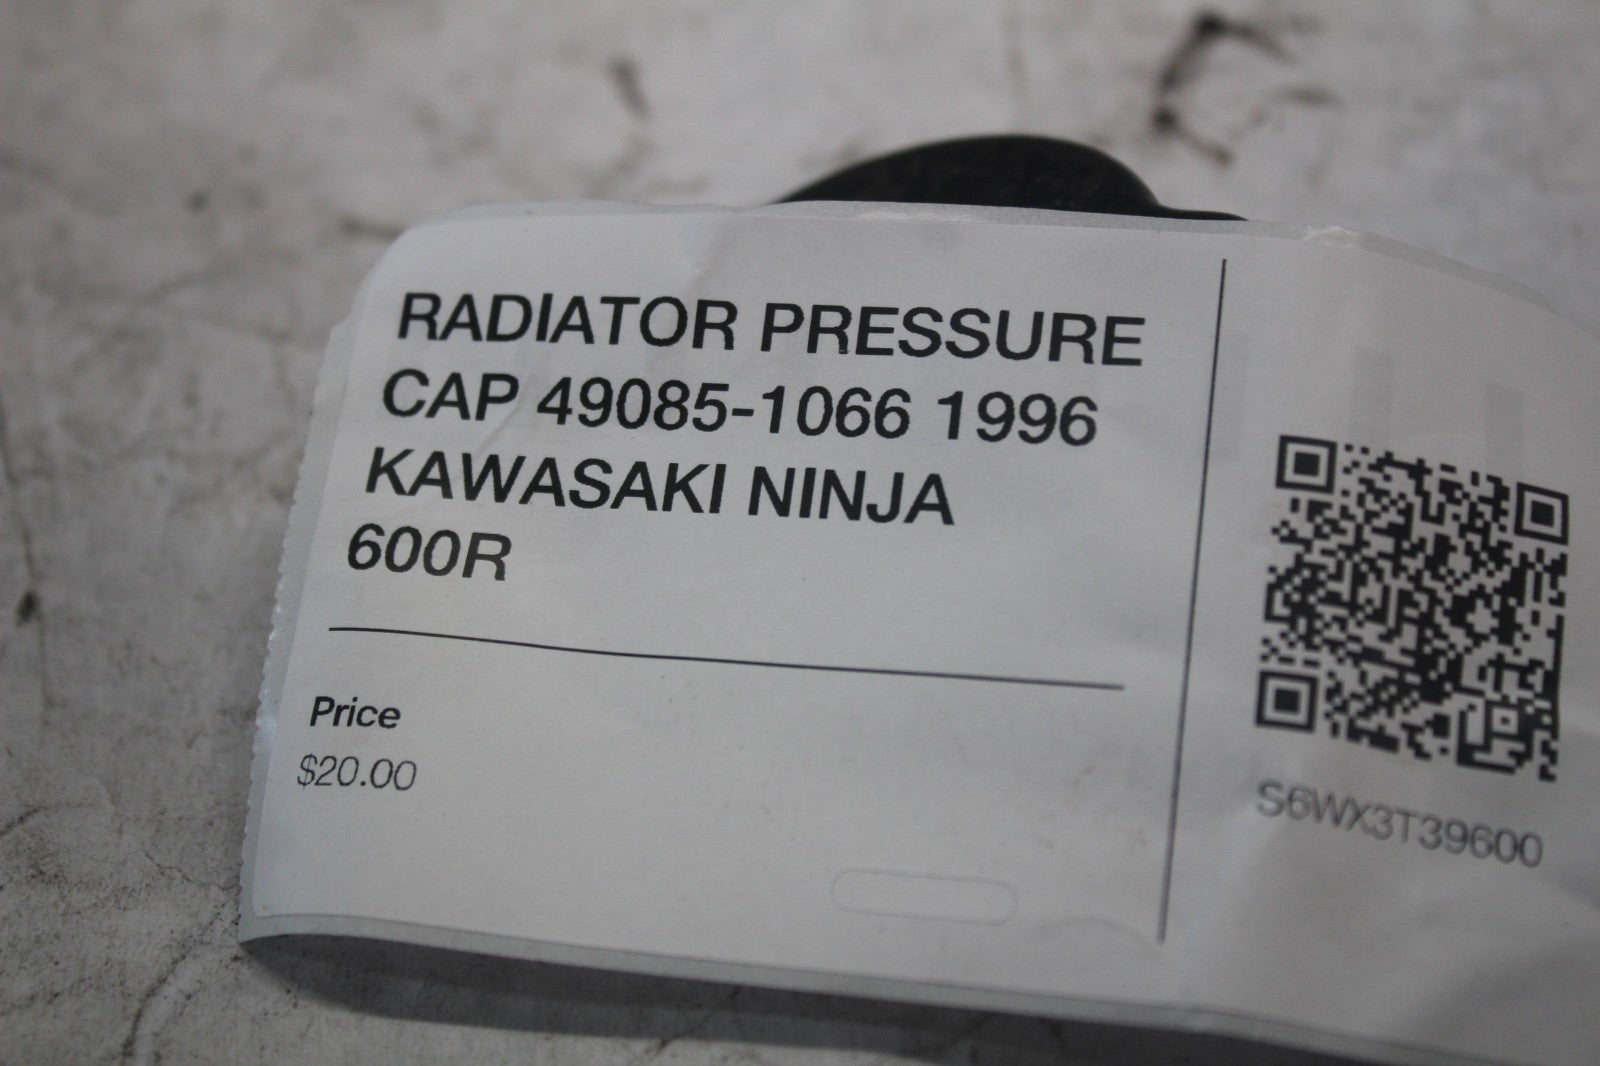 RADIATOR PRESSURE
CAP 49085-1066 1996
KAWASAKI NINJA
600R
Price
$20.00
S6WX3T39600